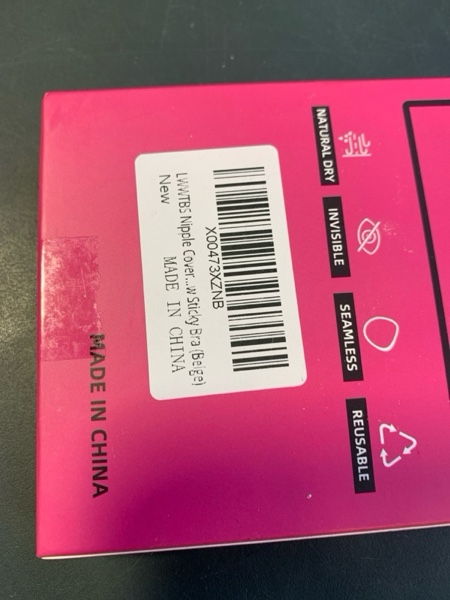 NATURAL DRY
INVISIBLE
SEAMLESS
REUSABLE
X00473XZNB
LWWTBS Nipple Cover...w Sticky Bra (Beige)
New
MADE IN CHINA
MADE IN CHINA